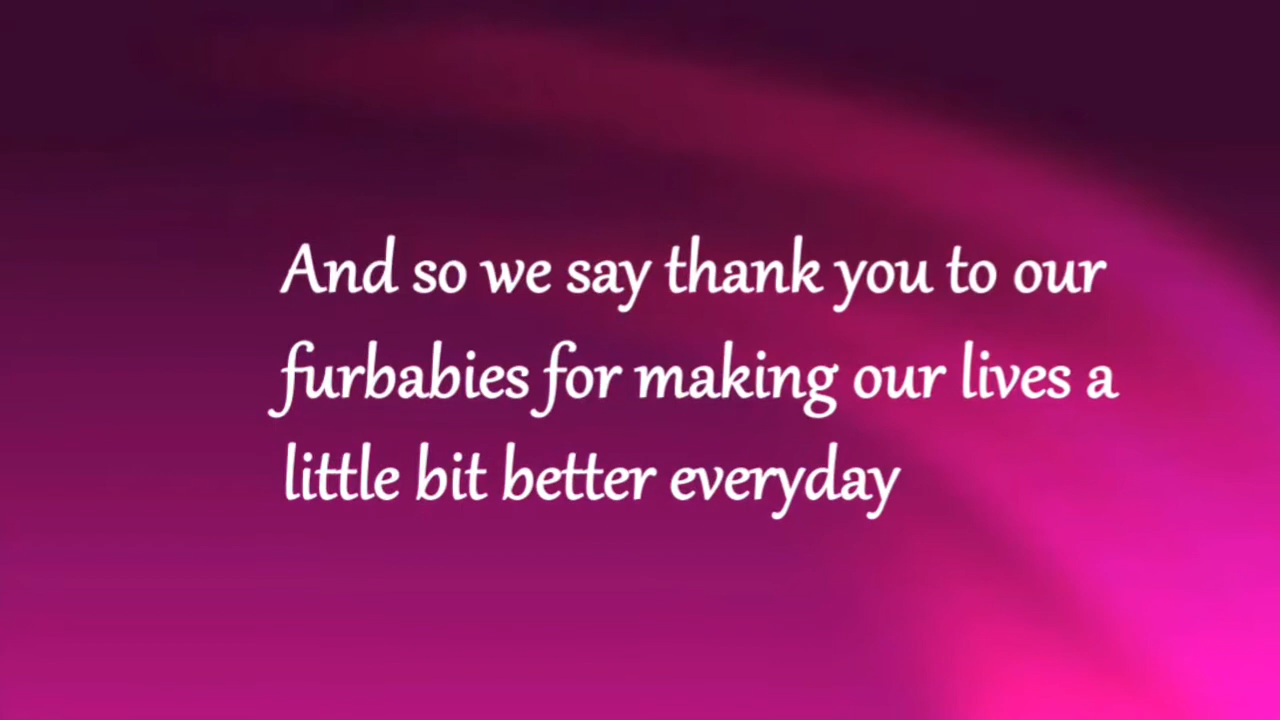 And so we say thank you to our
furbabies for making our lives a
little bit better everyday